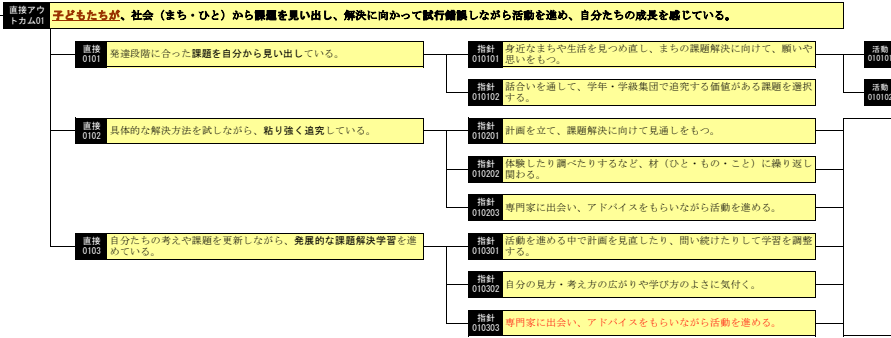 直接アウ
トカム01
子どもたちが、社会（まち・ひと）から課題を見い出し、解決に向かって試行錯誤しながら活動を進め、自分たちの成長を感じている。
直接
0101
発達段階に合った課題を自分から見い出している。
指針
010101
身近なまちや生活を見つめ直し、まちの課題解決に向けて、願いや
思いをもつ。
活動
010101
指針
010102
話合いを通して、学年・学級集団で追究する価値がある課題を選択
する。
活動
010102
直接
0102
具体的な解決方法を試しながら、粘り強く追究している。
指針
010201
計画を立て、課題解決に向けて見通しをもつ。
指針
010202
体験したり調べたりするなど、材（ひと・もの・こと）に繰り返し
関わる。
指針
010203
専門家に出会い、アドバイスをもらいながら活動を進める。
直接
0103
自分たちの考えや課題を更新しながら、発展的な課題解決学習を進
めている。
指針
010301
活動を進める中で計画を見直したり、問い続けたりして学習を調整
する。
指針
010302
自分の見方・考え方の広がりや学び方のよさに気付く。
指針
010303
専門家に出会い、アドバイスをもらいながら活動を進める。